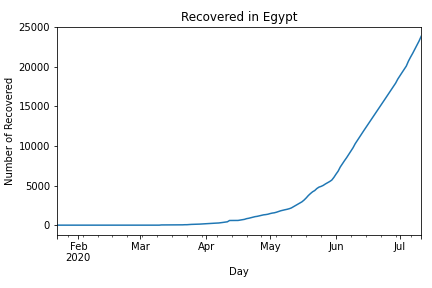 Recovered in Egypt
25000
20000
15000
10000
5000
0
Number of Recovered
Feb
2020
Mar
Apr
May
Jun
Jul
Day